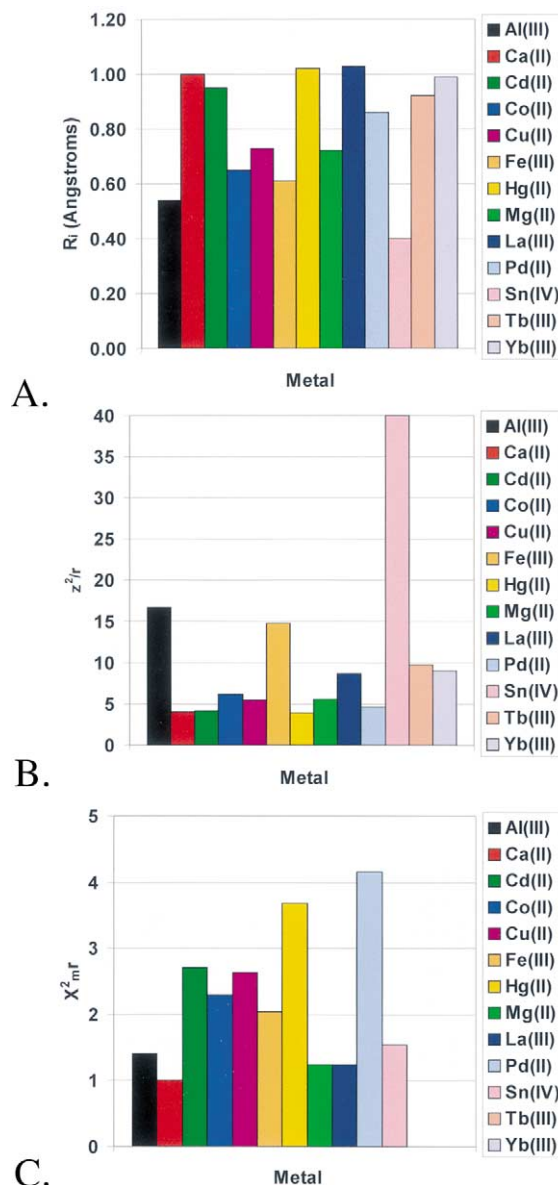 1.20
1.00
0.80
0.60
0.40
0.20
0.00
Ri (Angstroms)
Metal
Al(III)
Ca(II)
Cd(II)
Co(II)
Cu(II)
Fe(III)
Hg(II)
Mg(II)
La(III)
Pd(II)
Sn(IV)
Tb(III)
Yb(III)
A.
40
35
30
25
20
15
10
5
0
z²/r
Metal
Al(III)
Ca(II)
Cd(II)
Co(II)
Cu(II)
Fe(III)
Hg(II)
Mg(II)
La(III)
Pd(II)
Sn(IV)
Tb(III)
Yb(III)
B.
5
4
3
2
1
0
X²mr
Metal
Al(III)
Ca(II)
Cd(II)
Co(II)
Cu(II)
Fe(III)
Hg(II)
Mg(II)
La(III)
Pd(II)
Sn(IV)
Tb(III)
Yb(III)
C.